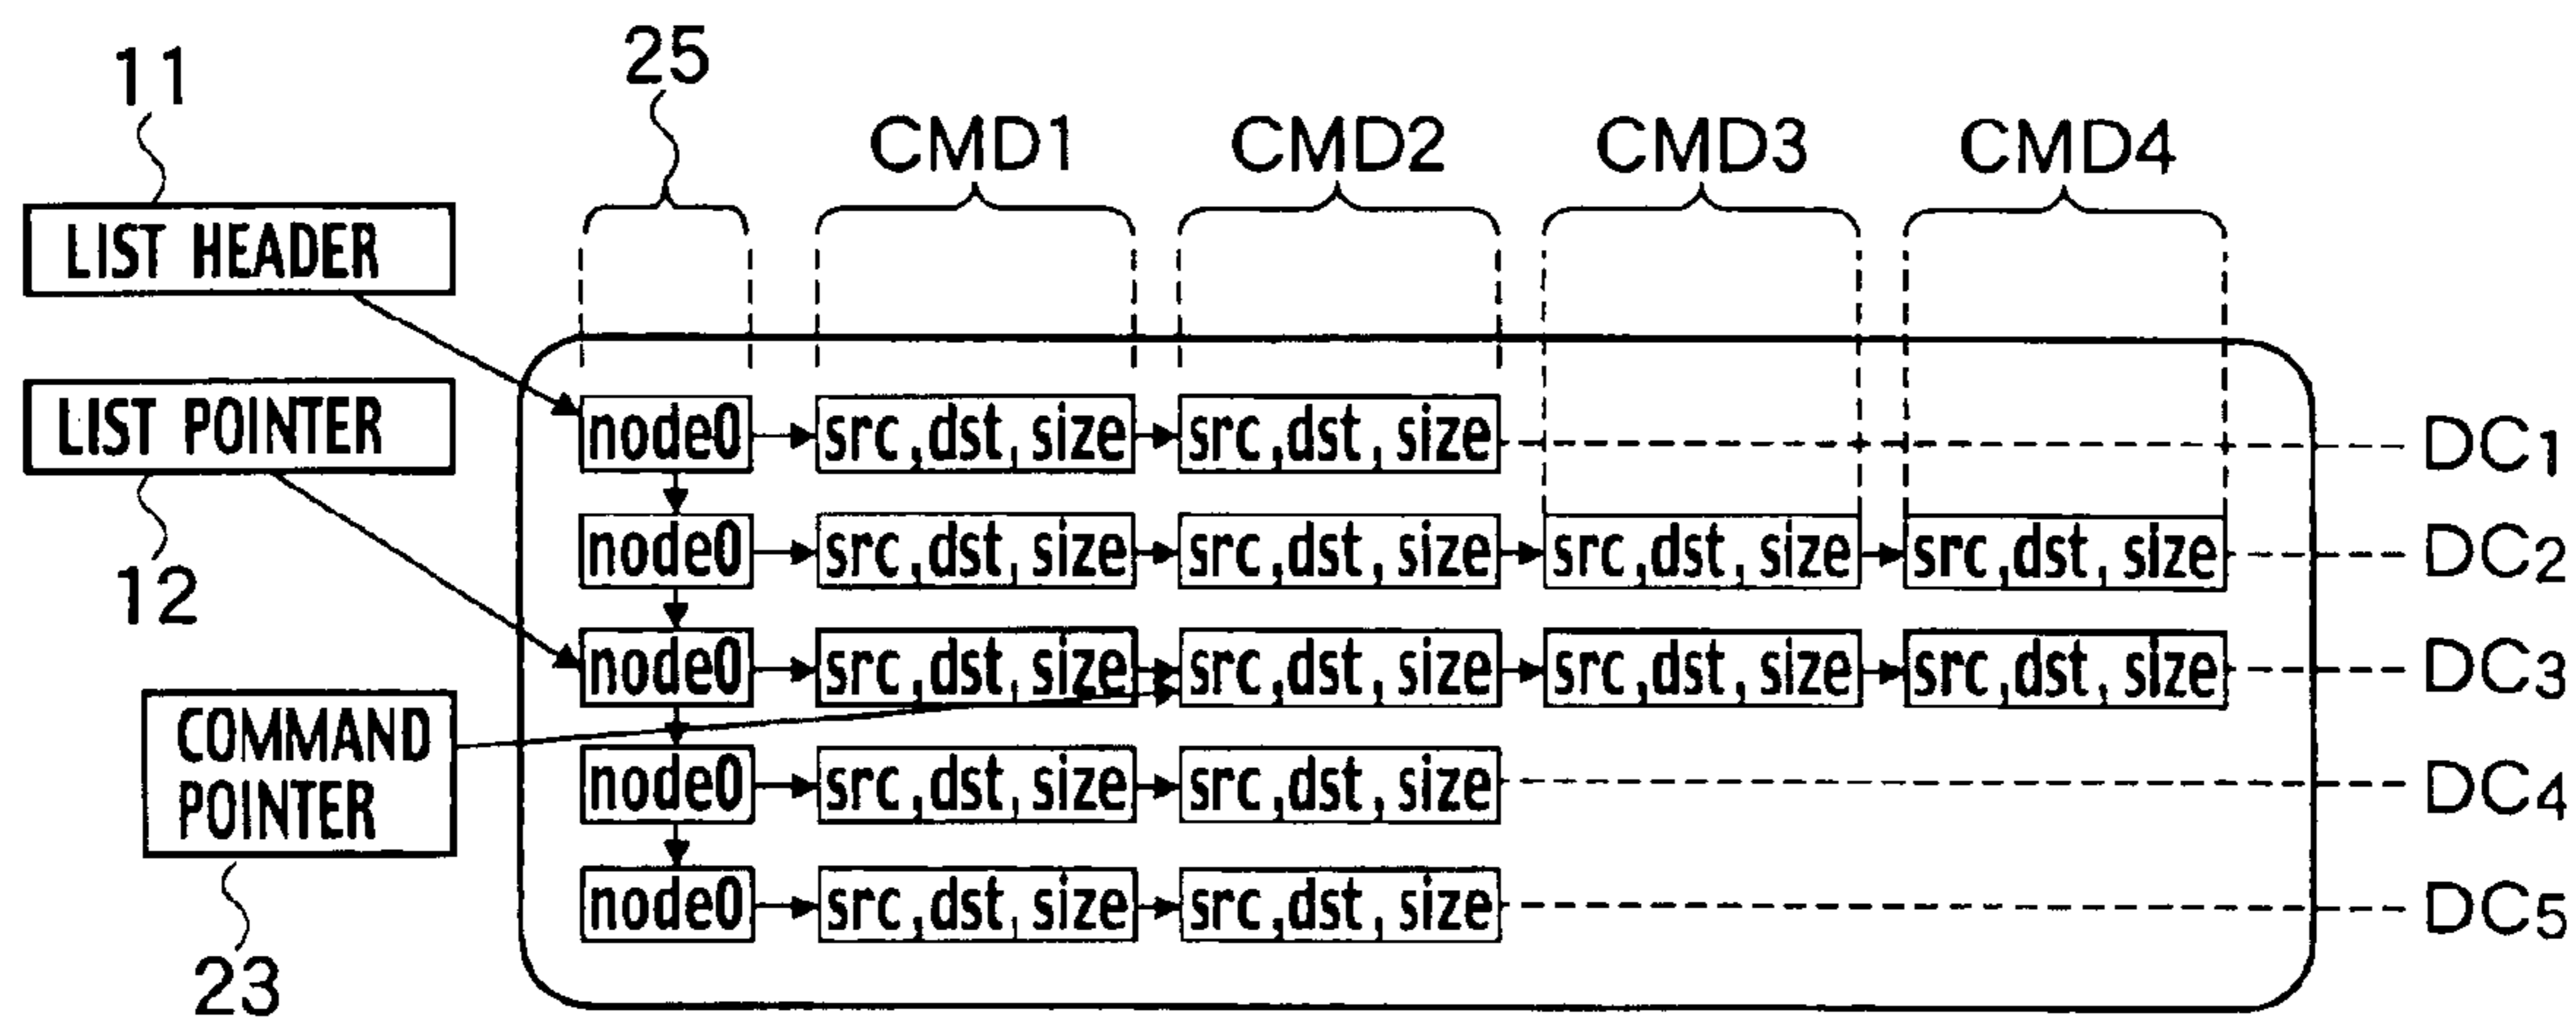 25
11
CMD1 CMD2 CMD3 CMD4
LIST HEADER
LIST POINTER
node0 src,dst,size src,dst,size DC1
node0 src,dst,size src,dst,size src,dst,size src,dst,size DC2
12
node0 src,dst,size src,dst,size src,dst,size src,dst,size DC3
COMMAND
POINTER
node0 src,dst,size src,dst,size DC4
node0 src,dst,size src,dst,size DC5
23